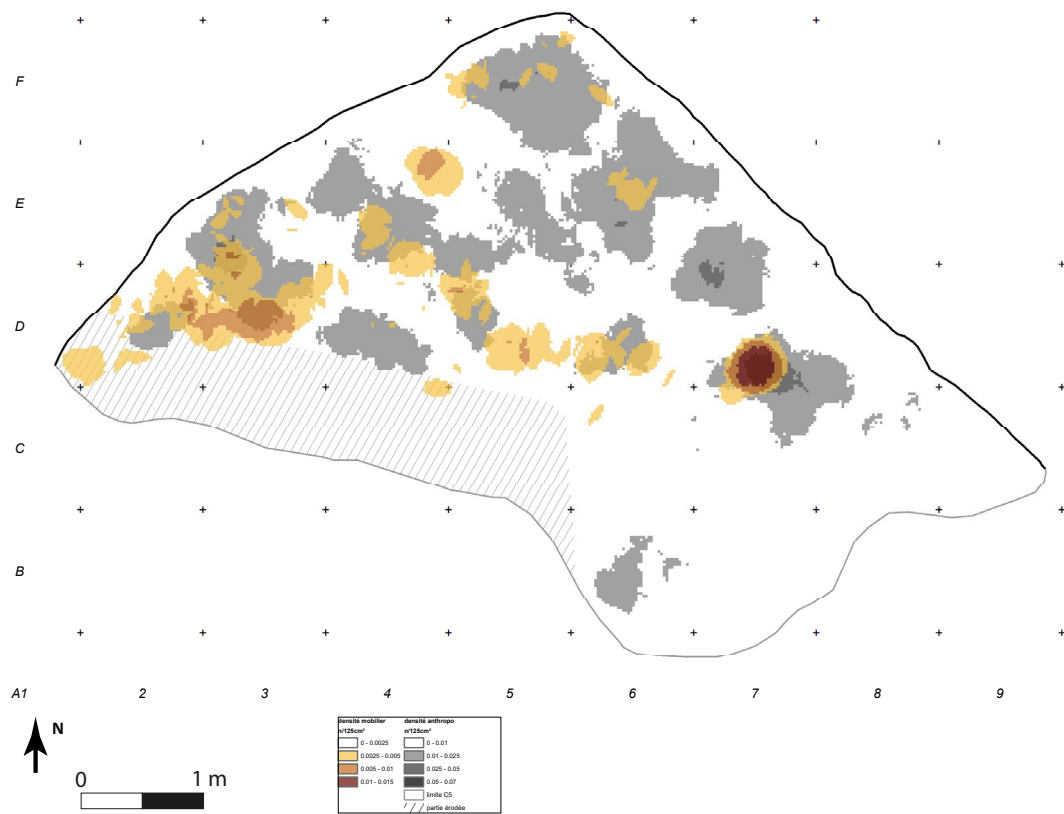 F
E
D
C
B
A1 2 3 4 5 6 7 8 9
N
0 1 m
densité mobilier densité anthropo
n/125cm² n/125cm²
0 - 0.0025 0 - 0.01
0.0025 - 0.005 0.01 - 0.025
0.005 - 0.01 0.025 - 0.05
0.01 - 0.015 0.05 - 0.07
limite C5
partie érodée